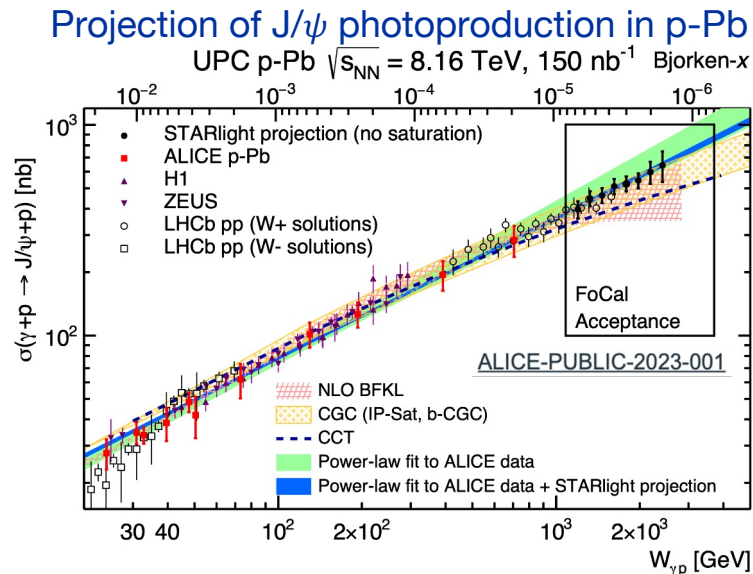 Projection of J/ψ photoproduction in p-Pb
UPC p-Pb √s_NN = 8.16 TeV, 150 nb⁻¹ Bjorken-x
10⁻² 10⁻³ 10⁻⁴ 10⁻⁵ 10⁻⁶
10³
STARlight projection (no saturation)
ALICE p-Pb
H1
ZEUS
LHCb pp (W+ solutions)
LHCb pp (W- solutions)
σ(γ+p → J/ψ+p) [nb]
FoCal
Acceptance
10²
ALICE-PUBLIC-2023-001
NLO BFKL
CGC (IP-Sat, b-CGC)
CCT
Power-law fit to ALICE data
Power-law fit to ALICE data + STARlight projection
30 40 10² 2×10² 10³ 2×10³
W_γp [GeV]